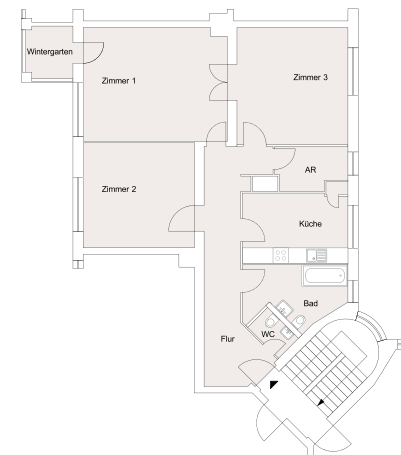 Wintergarten
Zimmer 1
Zimmer 3
AR
Zimmer 2
Küche
Bad
WC
Flur